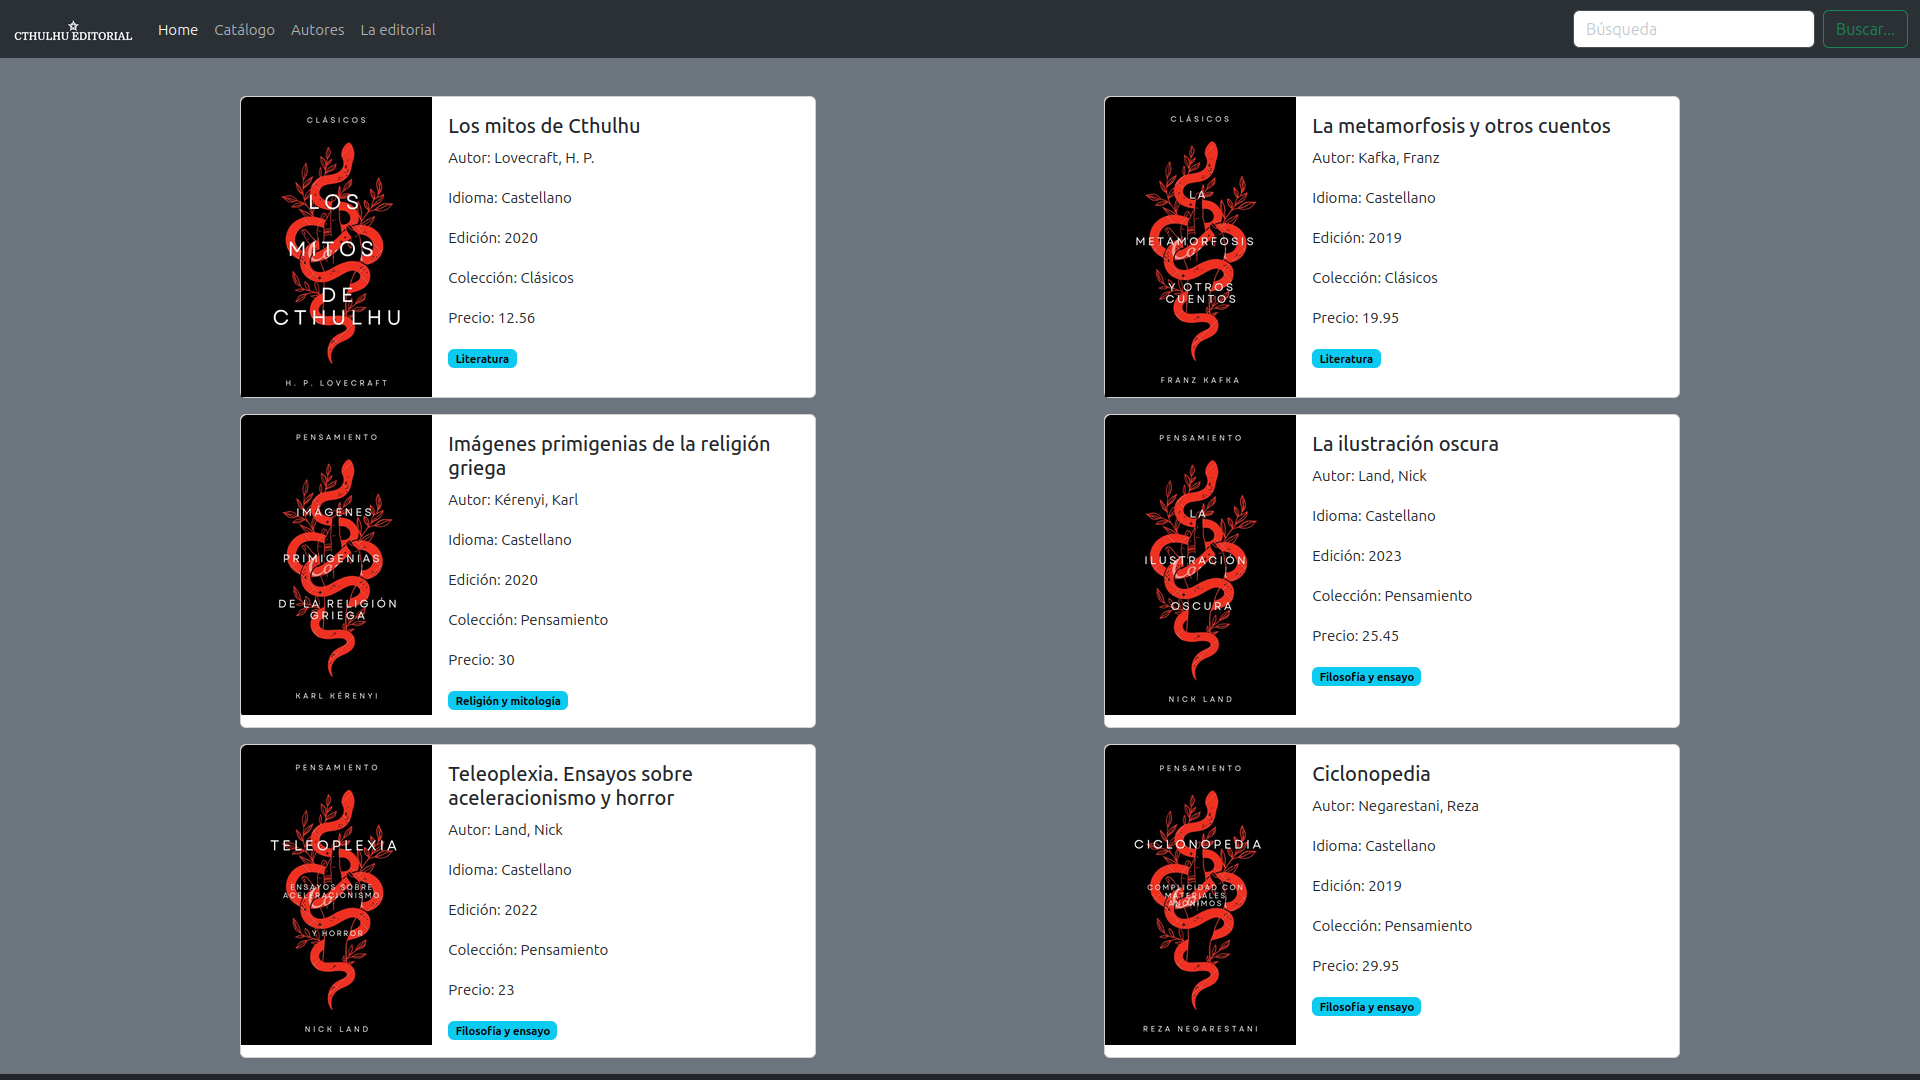 CTHULHU EDITORIAL
Home
Catálogo
Autores
La editorial
Búsqueda
Buscar...
CLÁSICOS
LOS
MITOS
DE
CTHULHU
H. P. LOVECRAFT
Los mitos de Cthulhu
Autor: Lovecraft, H. P.
Idioma: Castellano
Edición: 2020
Colección: Clásicos
Precio: 12.56
Literatura
CLÁSICOS
LA
METAMORFOSIS
Y OTROS
CUENTOS
FRANZ KAFKA
La metamorfosis y otros cuentos
Autor: Kafka, Franz
Idioma: Castellano
Edición: 2019
Colección: Clásicos
Precio: 19.95
Literatura
PENSAMIENTO
IMÁGENES
PRIMIGENIAS
DE LA RELIGIÓN
GRIEGA
KARL KÉRENYI
Imágenes primigenias de la religión
griega
Autor: Kérenyi, Karl
Idioma: Castellano
Edición: 2020
Colección: Pensamiento
Precio: 30
Religión y mitología
PENSAMIENTO
LA
ILUSTRACIÓN
OSCURA
NICK LAND
La ilustración oscura
Autor: Land, Nick
Idioma: Castellano
Edición: 2023
Colección: Pensamiento
Precio: 25.45
Filosofía y ensayo
PENSAMIENTO
TELEOPLEXIA
ENSAYOS SOBRE
ACELERACIONISMO
Y HORROR
NICK LAND
Teleoplexia. Ensayos sobre
aceleracionismo y horror
Autor: Land, Nick
Idioma: Castellano
Edición: 2022
Colección: Pensamiento
Precio: 23
Filosofía y ensayo
PENSAMIENTO
CICLONOPEDIA
COMPLICIDAD CON
MATERIALES
ANÓNIMOS
REZA NEGARESTANI
Ciclonopedia
Autor: Negarestani, Reza
Idioma: Castellano
Edición: 2019
Colección: Pensamiento
Precio: 29.95
Filosofía y ensayo